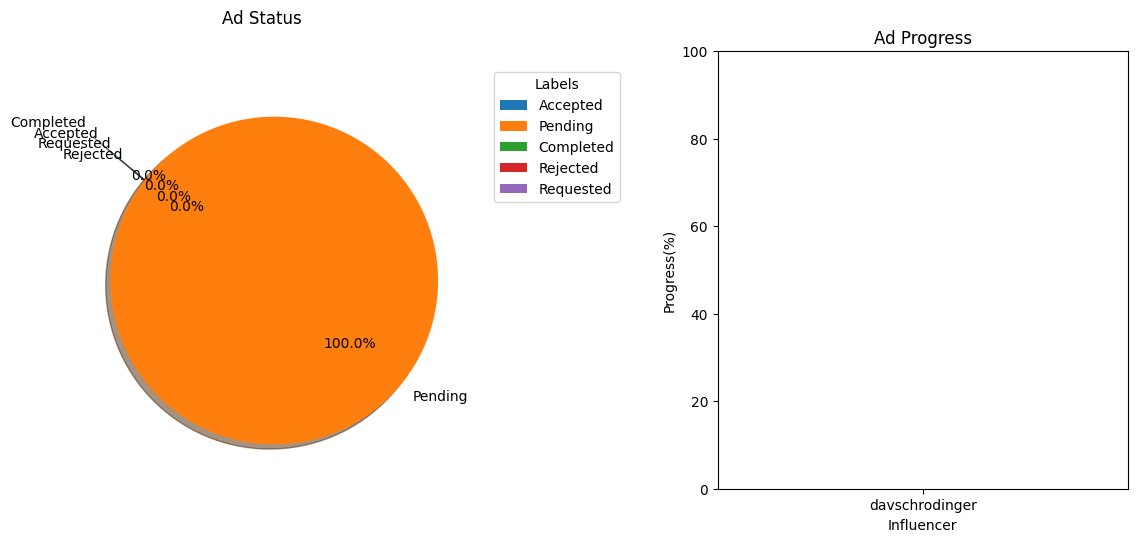 Ad Status
Completed
Accepted
Requested
Rejected
0.0%
0.0%
0.0%
0.0%
100.0%
Pending
Labels
Accepted
Pending
Completed
Rejected
Requested
Ad Progress
100
80
60
40
20
0
Progress(%)
davschrodinger
Influencer